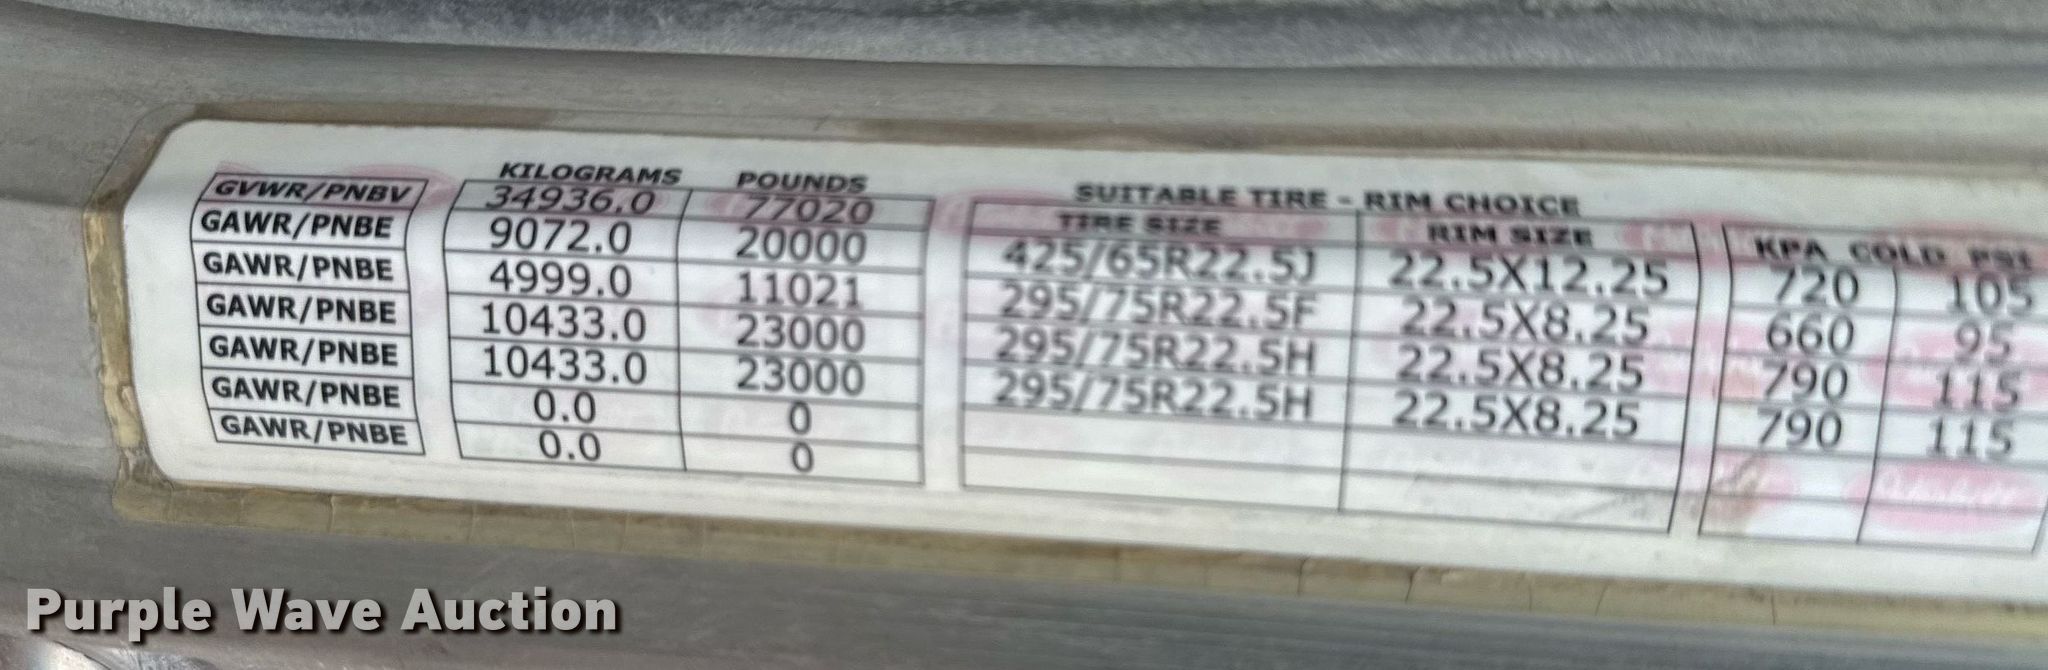 KILOGRAMS POUNDS SUITABLE TIRE - RIM CHOICE
GVWR/PNBV 34936.0 77020 TIRE SIZE RIM SIZE KPA COLD PSI
GAWR/PNBE 9072.0 20000 425/65R22.5J 22.5X12.25 720 105
GAWR/PNBE 4999.0 11021 295/75R22.5F 22.5X8.25 660 95
GAWR/PNBE 10433.0 23000 295/75R22.5H 22.5X8.25 790 115
GAWR/PNBE 10433.0 23000 295/75R22.5H 22.5X8.25 790 115
GAWR/PNBE 0.0 0
GAWR/PNBE 0.0 0
Purple Wave Auction